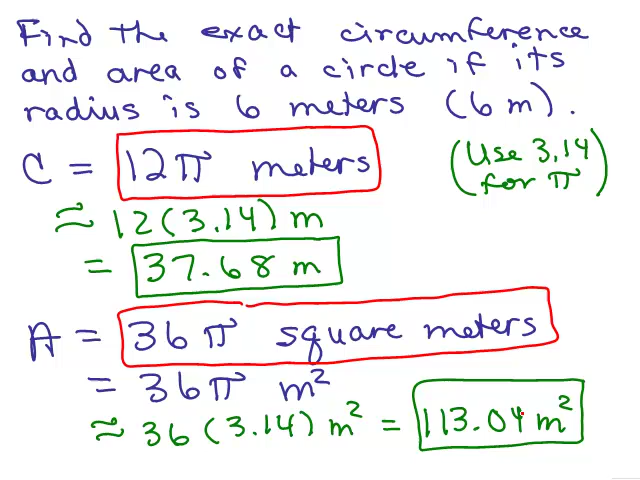 Find the exact circumference
and area of a circle if its
radius is 6 meters (6 m).
C = 12π meters
(Use 3.14
for π)
≈ 12(3.14) m
= 37.68 m
A = 36π square meters
= 36π m²
≈ 36(3.14) m² = 113.04 m²